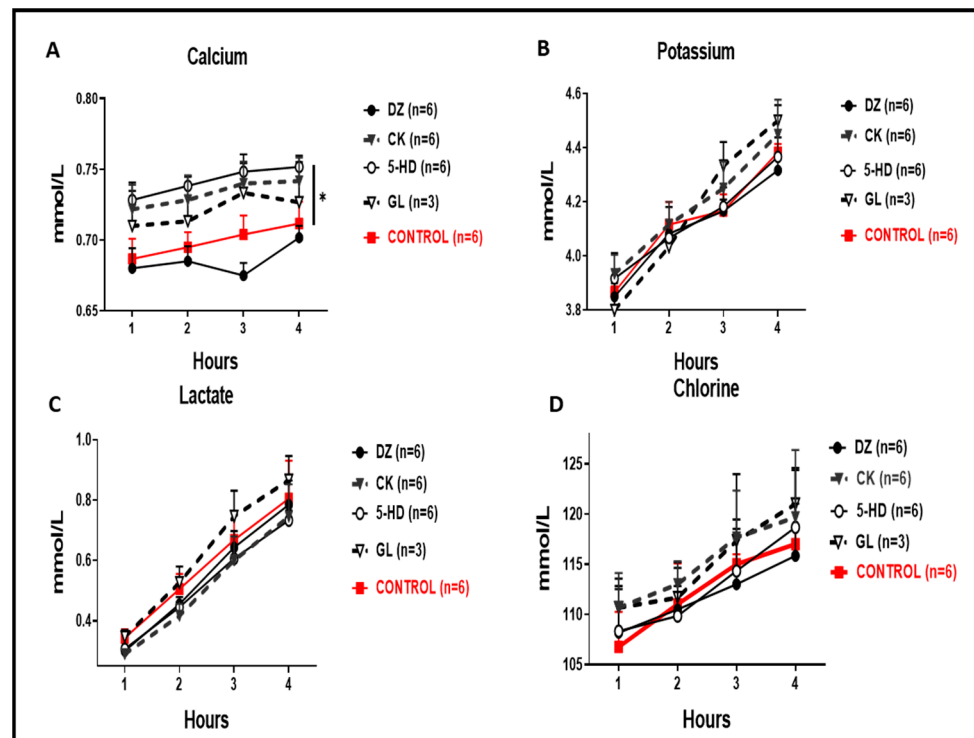 A
Calcium
mmol/L
0.80
0.75
0.70
0.65
1 2 3 4
Hours
*
DZ (n=6)
CK (n=6)
5-HD (n=6)
GL (n=3)
CONTROL (n=6)
B
Potassium
mmol/L
4.6
4.4
4.2
4.0
3.8
1 2 3 4
Hours
DZ (n=6)
CK (n=6)
5-HD (n=6)
GL (n=3)
CONTROL (n=6)
C
Lactate
mmol/L
1.0
0.8
0.6
0.4
1 2 3 4
Hours
DZ (n=6)
CK (n=6)
5-HD (n=6)
GL (n=3)
CONTROL (n=6)
D
Chlorine
mmol/L
125
120
115
110
105
1 2 3 4
Hours
DZ (n=6)
CK (n=6)
5-HD (n=6)
GL (n=3)
CONTROL (n=6)